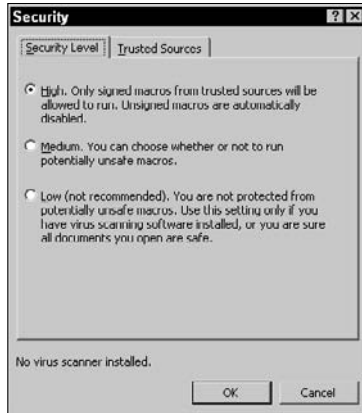 Security
Security Level Trusted Sources
High. Only signed macros from trusted sources will be
allowed to run. Unsigned macros are automatically
disabled.
Medium. You can choose whether or not to run
potentially unsafe macros.
Low (not recommended). You are not protected from
potentially unsafe macros. Use this setting only if you
have virus scanning software installed, or you are sure
all documents you open are safe.
No virus scanner installed.
OK Cancel